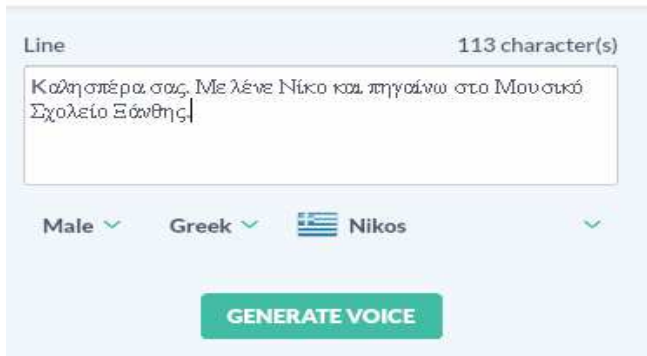 Line 113 character(s)
Καλησπέρα σας. Με λένε Νίκο και πηγαίνω στο Μουσικό
Σχολείο Ξάνθης.
Male Greek Nikos
GENERATE VOICE